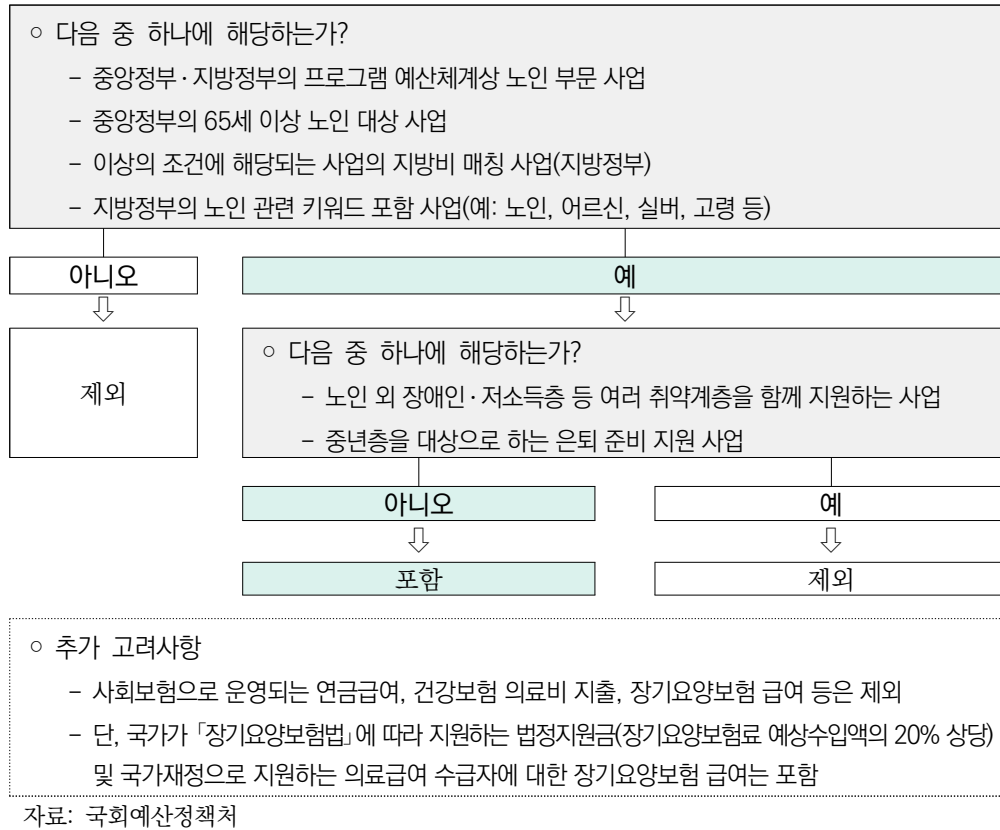 ○ 다음 중 하나에 해당하는가?
- 중앙정부·지방정부의 프로그램 예산체계상 노인 부문 사업
- 중앙정부의 65세 이상 노인 대상 사업
- 이상의 조건에 해당되는 사업의 지방비 매칭 사업(지방정부)
- 지방정부의 노인 관련 키워드 포함 사업(예: 노인, 어르신, 실버, 고령 등)
아니오
예
제외
○ 다음 중 하나에 해당하는가?
- 노인 외 장애인·저소득층 등 여러 취약계층을 함께 지원하는 사업
- 중년층을 대상으로 하는 은퇴 준비 지원 사업
아니오
예
포함
제외
○ 추가 고려사항
- 사회보험으로 운영되는 연금급여, 건강보험 의료비 지출, 장기요양보험 급여 등은 제외
- 단, 국가가 「장기요양보험법」에 따라 지원하는 법정지원금(장기요양보험료 예상수입액의 20% 상당)
및 국가재정으로 지원하는 의료급여 수급자에 대한 장기요양보험 급여는 포함
자료: 국회예산정책처